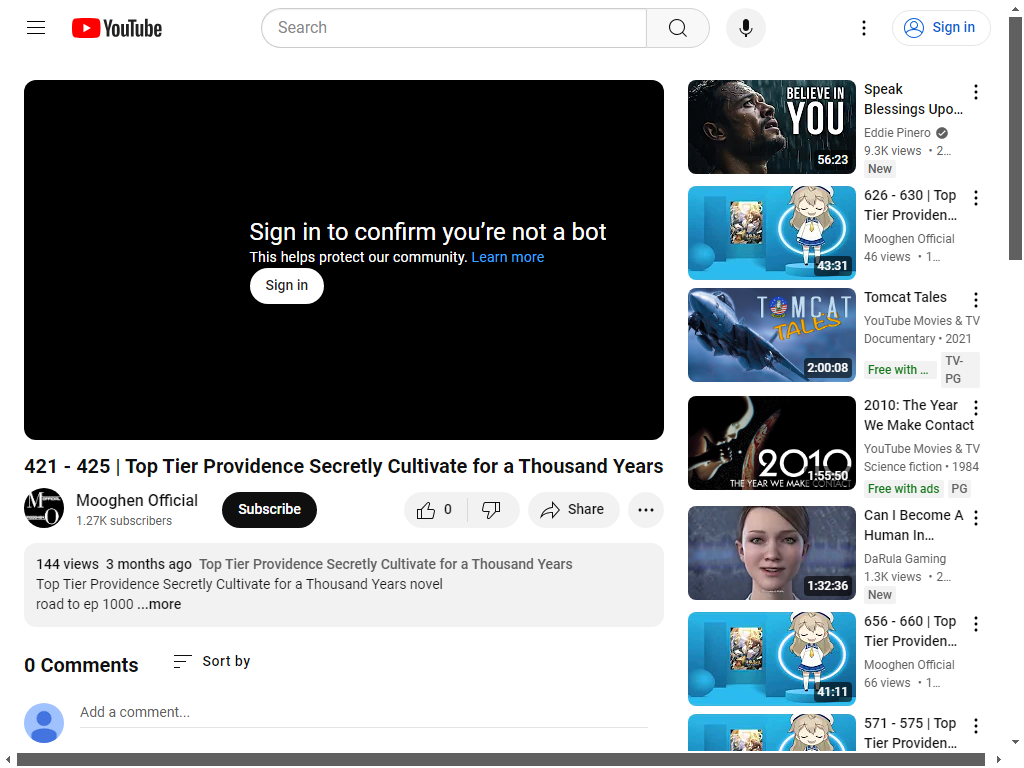 YouTube
Search
Sign in
Sign in to confirm you're not a bot
This helps protect our community. Learn more
Sign in
421 - 425 | Top Tier Providence Secretly Cultivate for a Thousand Years
Mooghen Official
1.27K subscribers
Subscribe
0
Share
144 views 3 months ago Top Tier Providence Secretly Cultivate for a Thousand Years
Top Tier Providence Secretly Cultivate for a Thousand Years novel
road to ep 1000 ...more
0 Comments
Sort by
Add a comment...
BELIEVE IN
YOU
56:23
Speak
Blessings Upo...
Eddie Pinero
9.3K views • 2...
New
43:31
626 - 630 | Top
Tier Providen...
Mooghen Official
46 views • 1...
TOMCAT
TALES
2:00:08
Tomcat Tales
YouTube Movies & TV
Documentary • 2021
Free with ...
TV-
PG
2010
THE YEAR WE MAKE CONTACT
1:55:50
2010: The Year
We Make Contact
YouTube Movies & TV
Science fiction • 1984
Free with ads
PG
1:32:36
Can I Become A
Human In...
DaRula Gaming
1.3K views • 2...
New
41:11
656 - 660 | Top
Tier Providen...
Mooghen Official
66 views • 1...
571 - 575 | Top
Tier Providen...